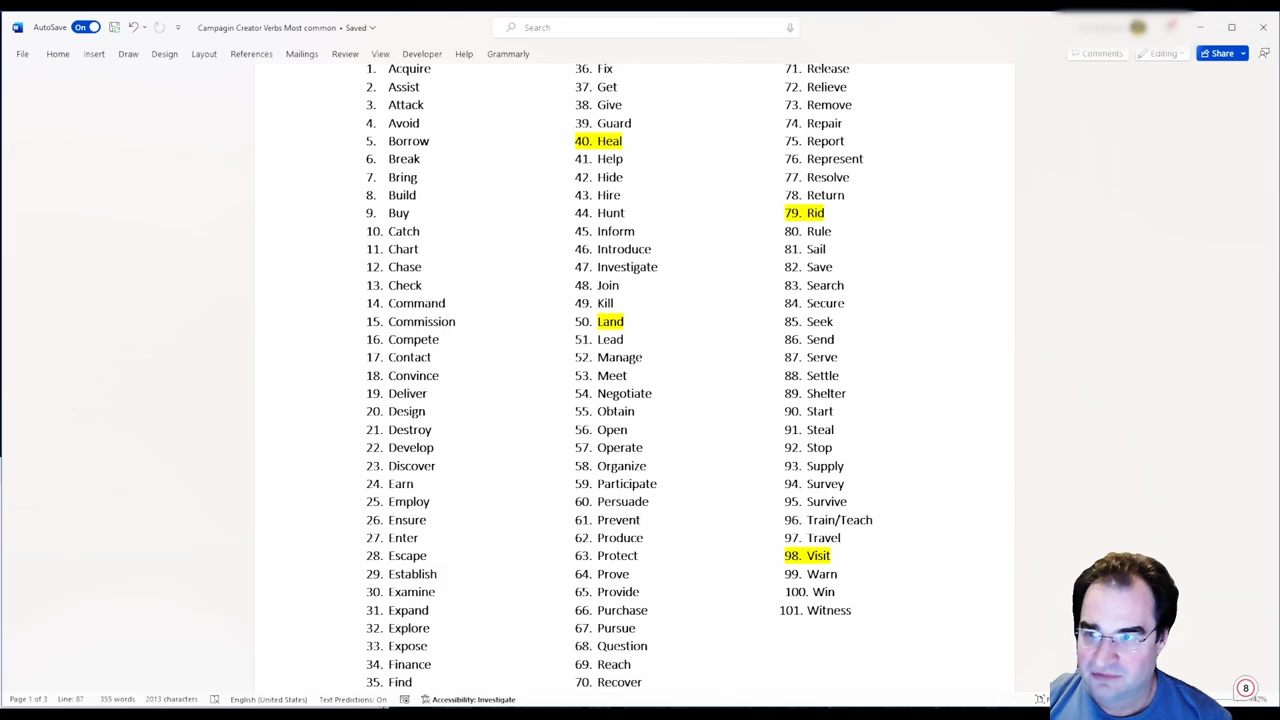 AutoSave On Campagin Creator Verbs Most common • Saved Search
File Home Insert Draw Design Layout References Mailings Review View Developer Help Grammarly Comments Editing Share
1. Acquire
2. Assist
3. Attack
4. Avoid
5. Borrow
6. Break
7. Bring
8. Build
9. Buy
10. Catch
11. Chart
12. Chase
13. Check
14. Command
15. Commission
16. Compete
17. Contact
18. Convince
19. Deliver
20. Design
21. Destroy
22. Develop
23. Discover
24. Earn
25. Employ
26. Ensure
27. Enter
28. Escape
29. Establish
30. Examine
31. Expand
32. Explore
33. Expose
34. Finance
35. Find
36. Fix
37. Get
38. Give
39. Guard
40. Heal
41. Help
42. Hide
43. Hire
44. Hunt
45. Inform
46. Introduce
47. Investigate
48. Join
49. Kill
50. Land
51. Lead
52. Manage
53. Meet
54. Negotiate
55. Obtain
56. Open
57. Operate
58. Organize
59. Participate
60. Persuade
61. Prevent
62. Produce
63. Protect
64. Prove
65. Provide
66. Purchase
67. Pursue
68. Question
69. Reach
70. Recover
71. Release
72. Relieve
73. Remove
74. Repair
75. Report
76. Represent
77. Resolve
78. Return
79. Rid
80. Rule
81. Sail
82. Save
83. Search
84. Secure
85. Seek
86. Send
87. Serve
88. Settle
89. Shelter
90. Start
91. Steal
92. Stop
93. Supply
94. Survey
95. Survive
96. Train/Teach
97. Travel
98. Visit
99. Warn
100. Win
101. Witness
Page 1 of 3 Line: 87 355 words 2013 characters English (United States) Text Predictions: On Accessibility: Investigate
8